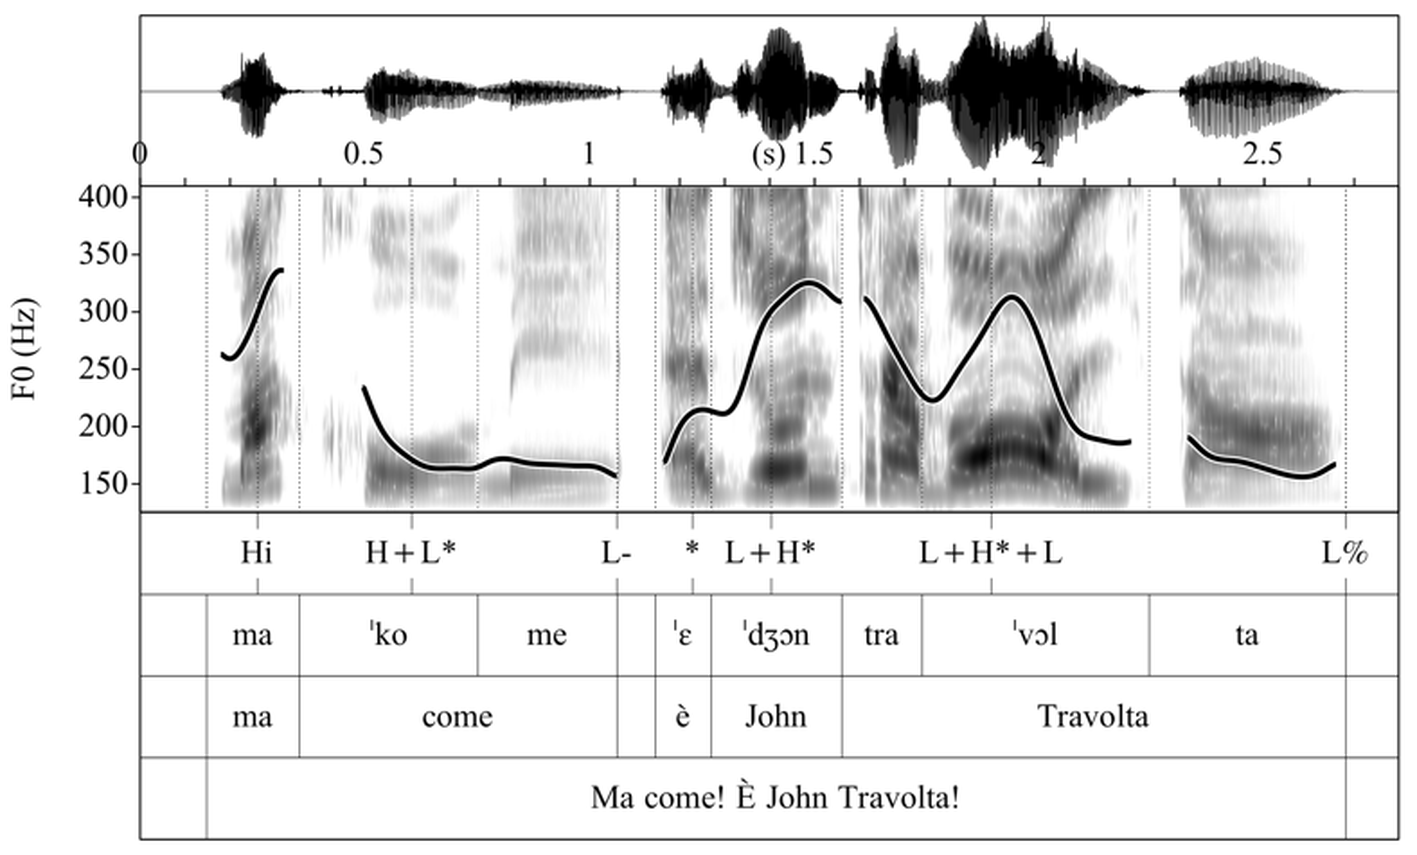 0 0.5 1 (s) 1.5 2 2.5
F0 (Hz)
400
350
300
250
200
150
Hi H+L* L- * L+H* L+H*+L L%
ma ˈko me ˈɛ ˈdʒɔn tra ˈvɔl ta
ma come è John Travolta
Ma come! È John Travolta!